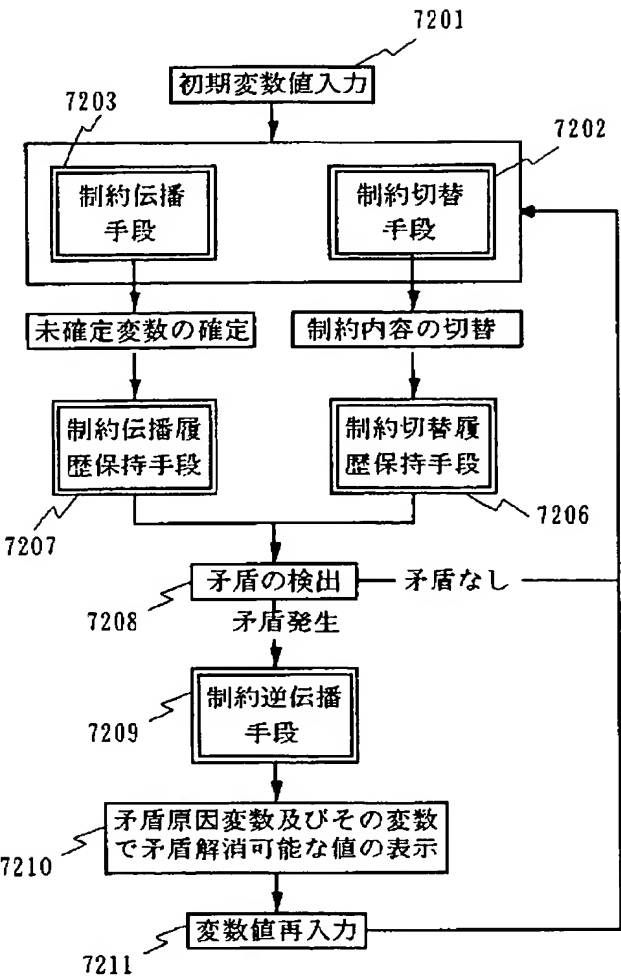 7201
初期変数値入力
7203
7202
制約伝播
手段
制約切替
手段
未確定変数の確定
制約内容の切替
制約伝播履
歴保持手段
制約切替履
歴保持手段
7207
7206
矛盾の検出
矛盾なし
7208
矛盾発生
制約逆伝播
手段
7209
矛盾原因変数及びその変数
で矛盾解消可能な値の表示
7210
変数値再入力
7211